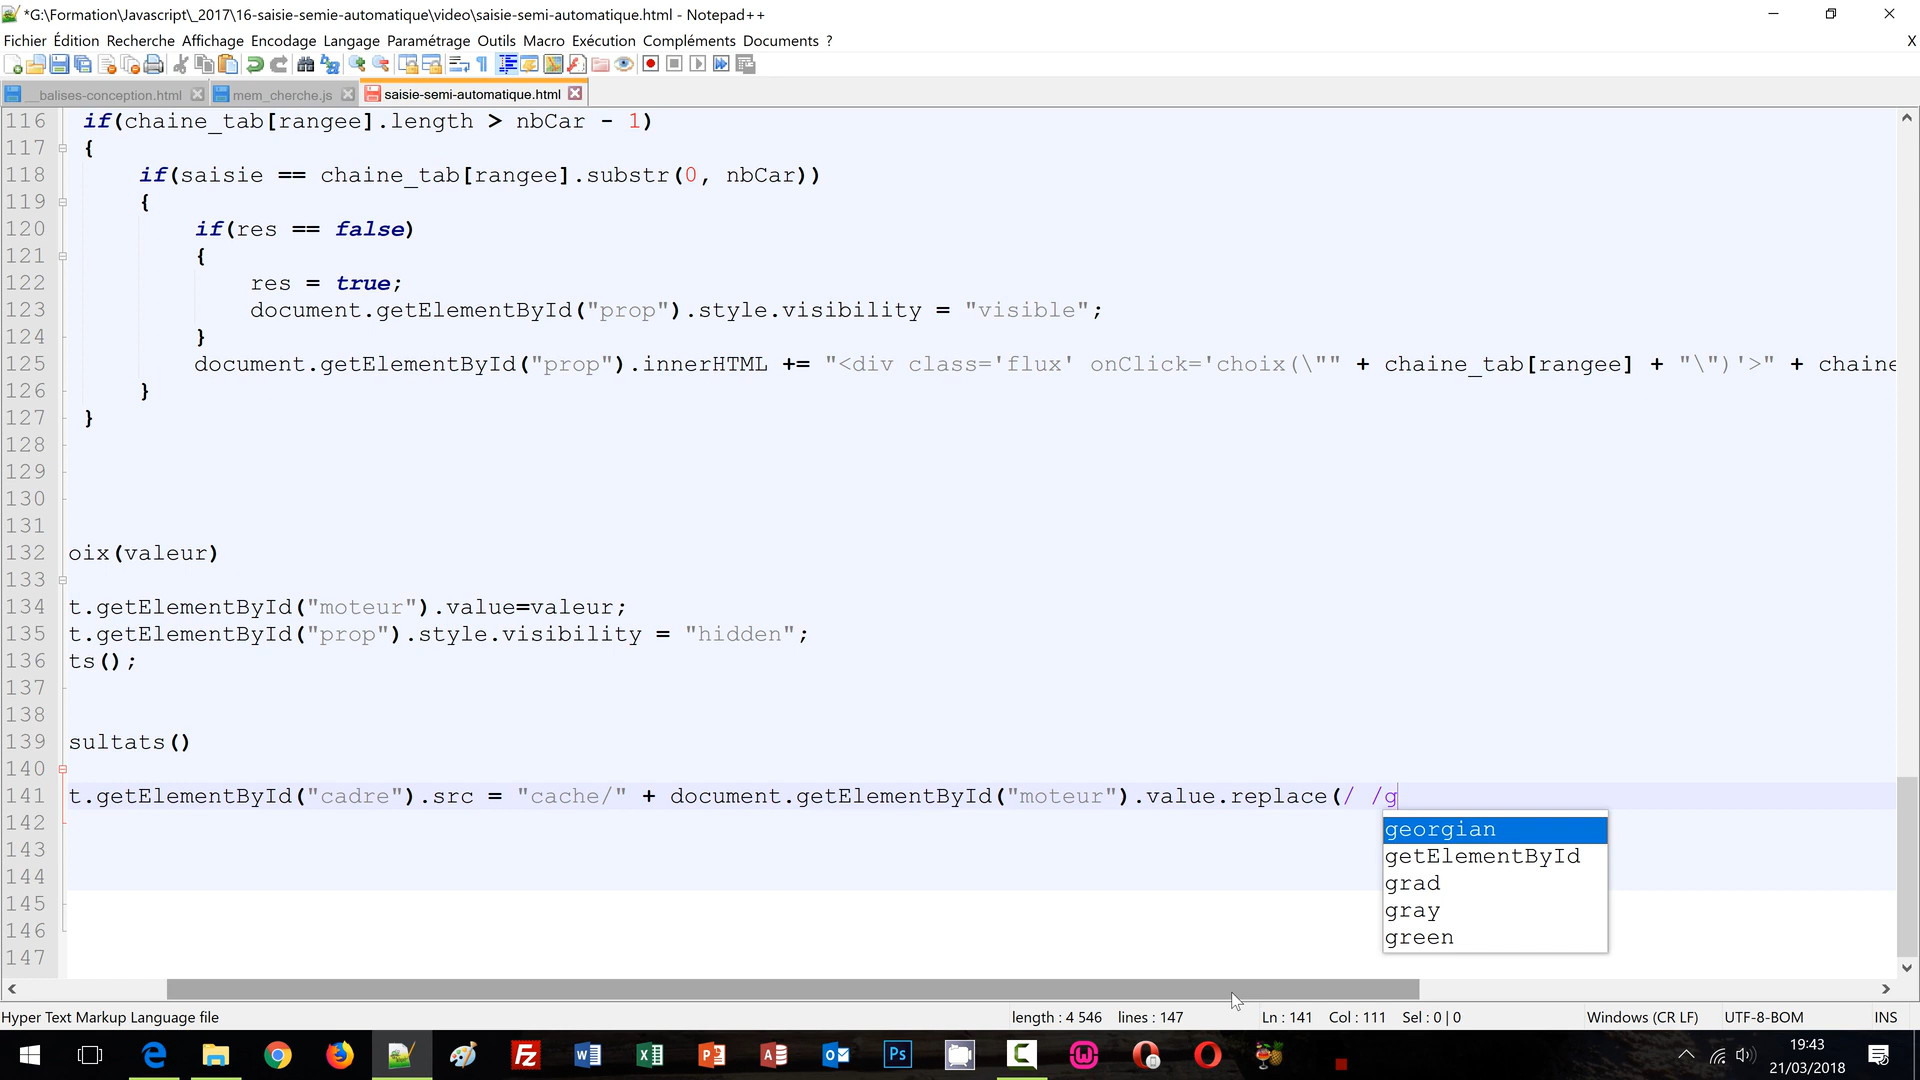 *G:\Formation\Javascript\_2017\16-saisie-semie-automatique\video\saisie-semi-automatique.html - Notepad++
Fichier Édition Recherche Affichage Encodage Langage Paramétrage Outils Macro Exécution Compléments Documents ? X
__balises-conception.html mem_cherche.js saisie-semi-automatique.html
116 if(chaine_tab[rangee].length > nbCar - 1)
117 {
118 if(saisie == chaine_tab[rangee].substr(0, nbCar))
119 {
120 if(res == false)
121 {
122 res = true;
123 document.getElementById("prop").style.visibility = "visible";
124 }
125 document.getElementById("prop").innerHTML += "<div class='flux' onClick='choix(\"" + chaine_tab[rangee] + "\")'>" + chaine
126 }
127 }
128
129
130
131
132 oix(valeur)
133
134 t.getElementById("moteur").value=valeur;
135 t.getElementById("prop").style.visibility = "hidden";
136 ts();
137
138
139 sultats()
140
141 t.getElementById("cadre").src = "cache/" + document.getElementById("moteur").value.replace(/ /g
142
143
144
145
146
147
georgian
getElementById
grad
gray
green
Hyper Text Markup Language file length : 4 546 lines : 147 Ln : 141 Col : 111 Sel : 0 | 0 Windows (CR LF) UTF-8-BOM INS
19:43
21/03/2018